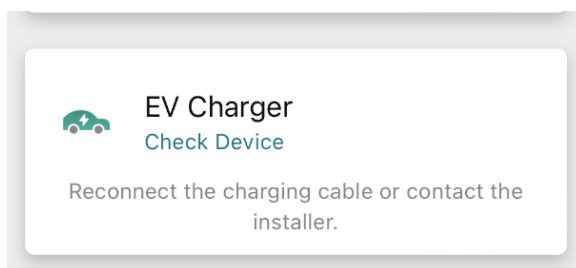 EV Charger
Check Device
Reconnect the charging cable or contact the
installer.